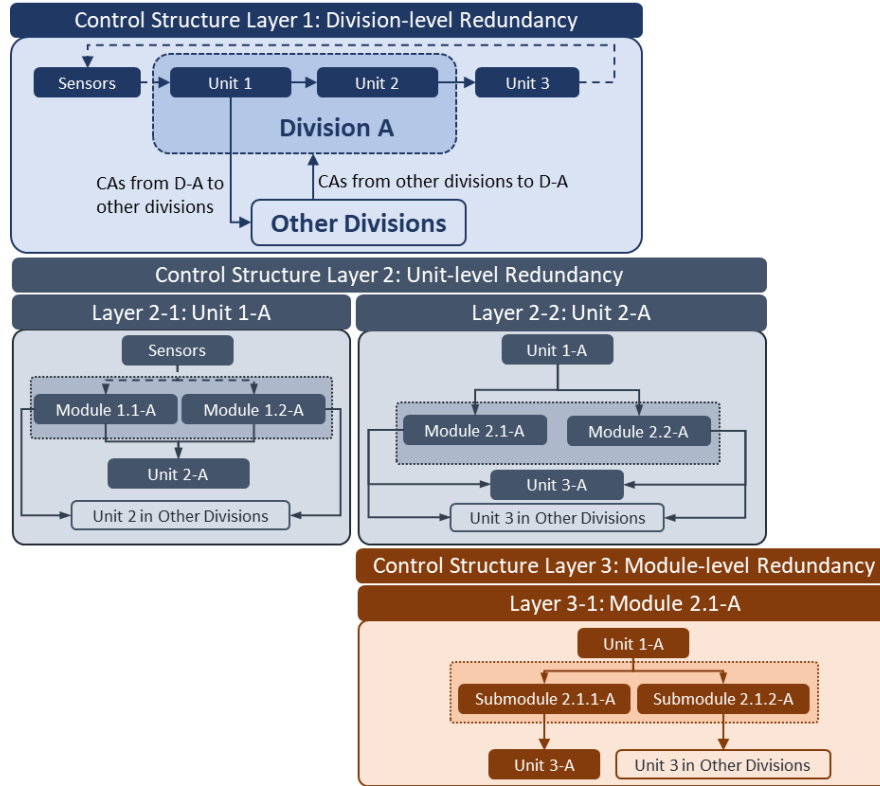 Control Structure Layer 1: Division-level Redundancy
Sensors
Unit 1
Unit 2
Unit 3
Division A
CAs from D-A to
other divisions
CAs from other divisions to D-A
Other Divisions
Control Structure Layer 2: Unit-level Redundancy
Layer 2-1: Unit 1-A
Sensors
Module 1.1-A
Module 1.2-A
Unit 2-A
Unit 2 in Other Divisions
Layer 2-2: Unit 2-A
Unit 1-A
Module 2.1-A
Module 2.2-A
Unit 3-A
Unit 3 in Other Divisions
Control Structure Layer 3: Module-level Redundancy
Layer 3-1: Module 2.1-A
Unit 1-A
Submodule 2.1.1-A
Submodule 2.1.2-A
Unit 3-A
Unit 3 in Other Divisions